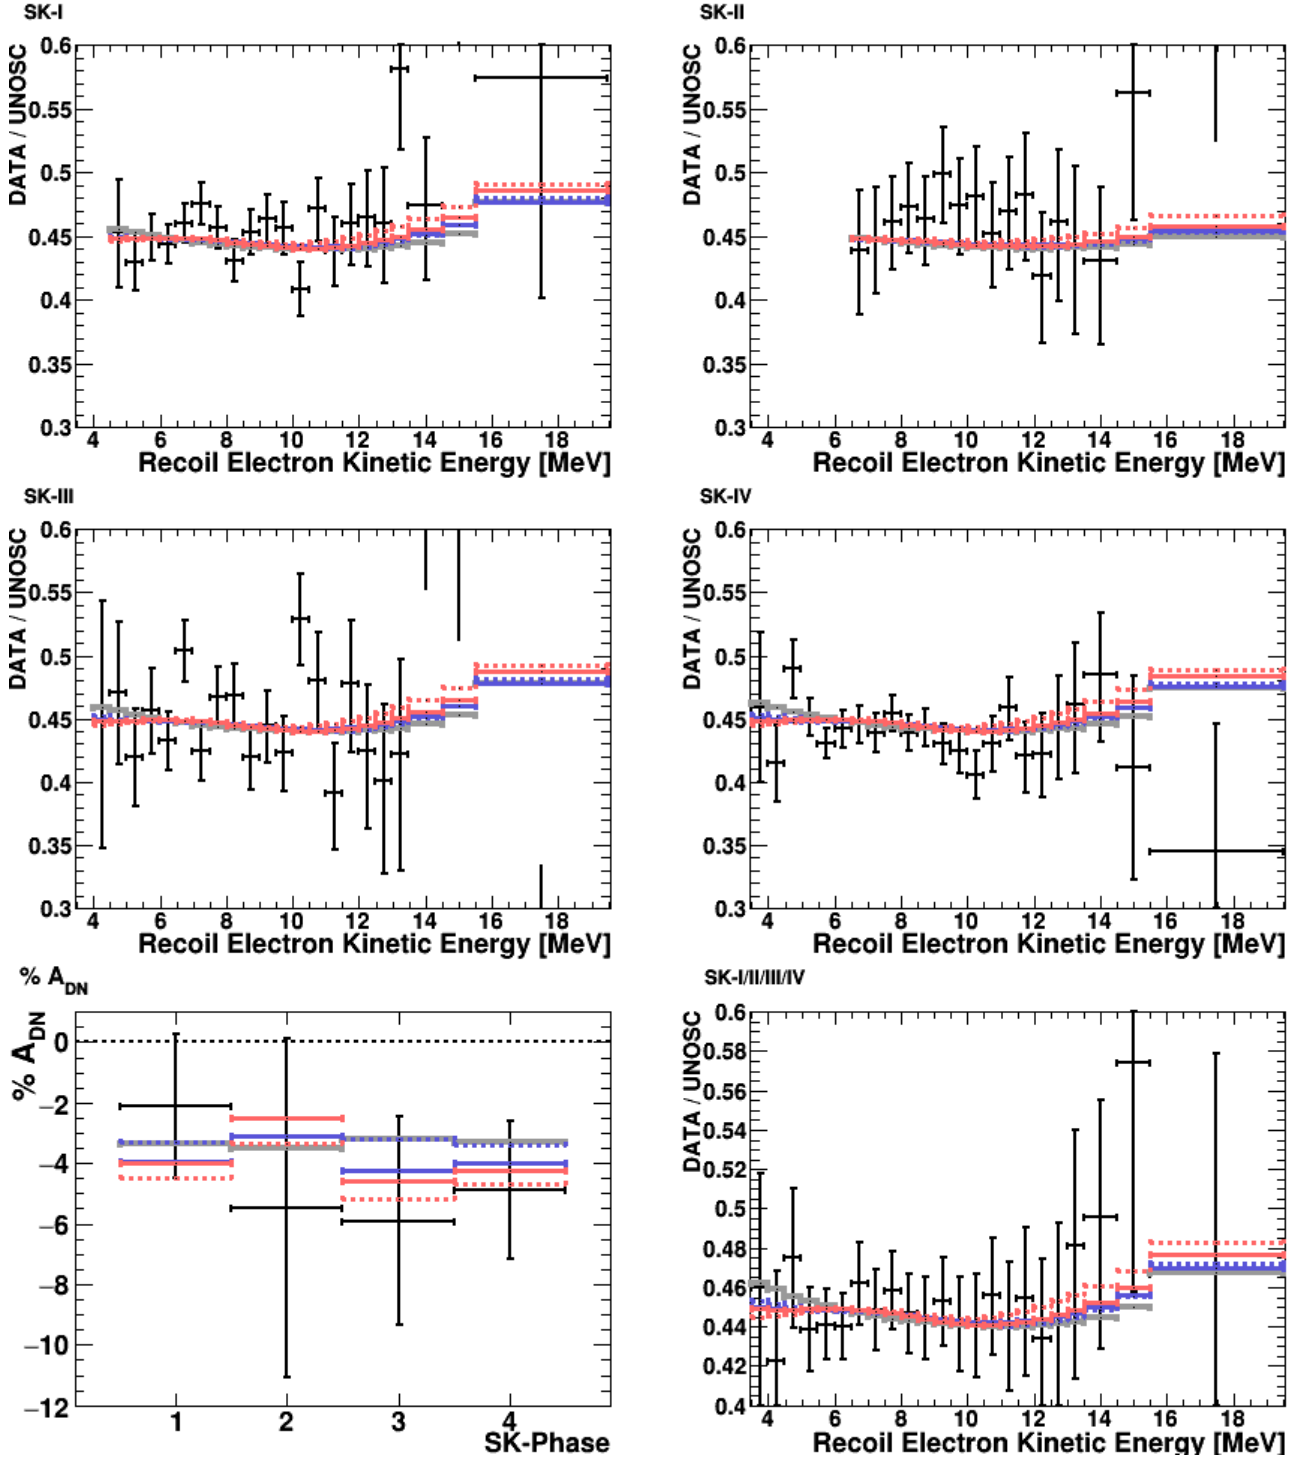 SK-I
DATA / UNOSC
0.6
0.55
0.5
0.45
0.4
0.35
0.3
4 6 8 10 12 14 16 18
Recoil Electron Kinetic Energy [MeV]
SK-II
DATA / UNOSC
0.6
0.55
0.5
0.45
0.4
0.35
0.3
4 6 8 10 12 14 16 18
Recoil Electron Kinetic Energy [MeV]
SK-III
DATA / UNOSC
0.6
0.55
0.5
0.45
0.4
0.35
0.3
4 6 8 10 12 14 16 18
Recoil Electron Kinetic Energy [MeV]
SK-IV
DATA / UNOSC
0.6
0.55
0.5
0.45
0.4
0.35
0.3
4 6 8 10 12 14 16 18
Recoil Electron Kinetic Energy [MeV]
% A_DN
% A_DN
0
−2
−4
−6
−8
−10
−12
1 2 3 4
SK-Phase
SK-I/II/III/IV
DATA / UNOSC
0.6
0.58
0.56
0.54
0.52
0.5
0.48
0.46
0.44
0.42
0.4
4 6 8 10 12 14 16 18
Recoil Electron Kinetic Energy [MeV]